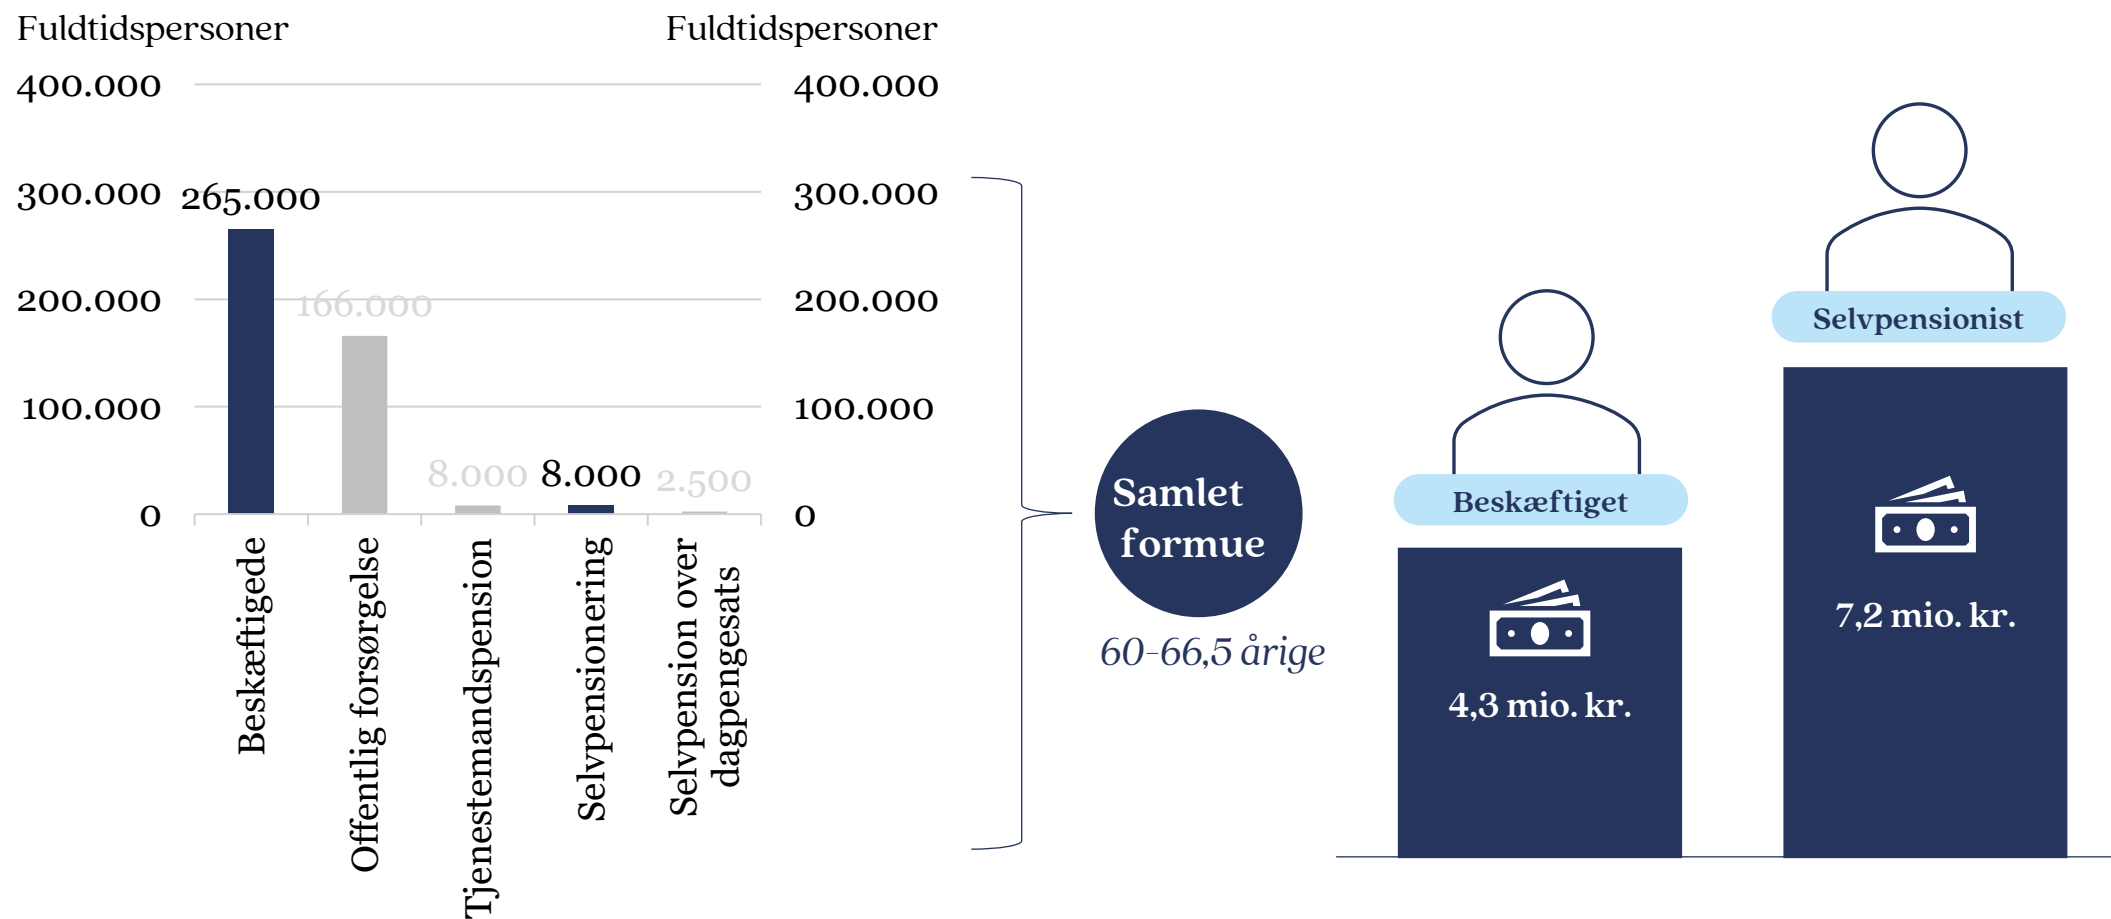 Fuldtidspersoner
Fuldtidspersoner
400.000
400.000
300.000
300.000
200.000
200.000
100.000
100.000
0
0
265.000
166.000
8.000
8.000
2.500
Beskæftigede
Offentlig forsørgelse
Tjenestemandspension
Selvpensionering
Selvpension over
dagpengesats
Samlet
formue
60-66,5 årige
Beskæftiget
4,3 mio. kr.
Selvpensionist
7,2 mio. kr.